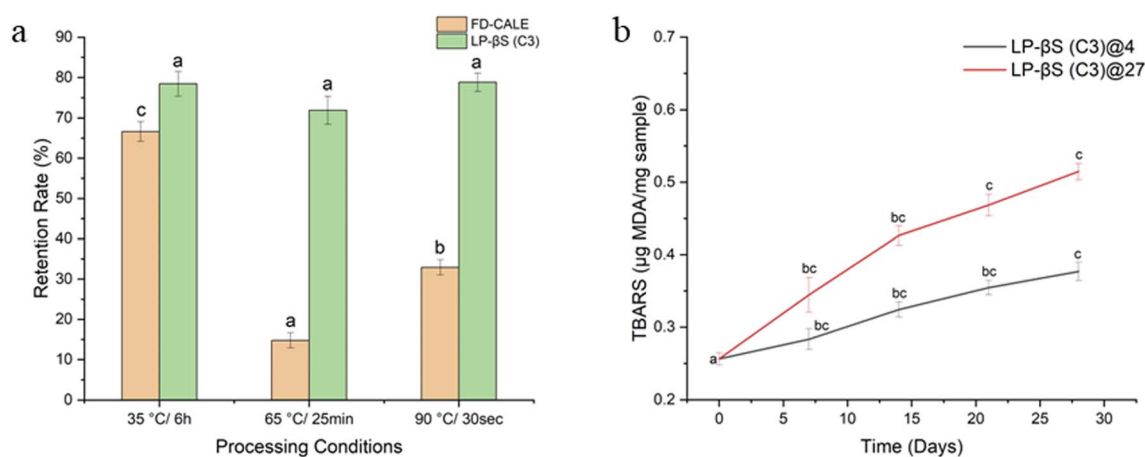 a
FD-CALE
LP-βS (C3)
Retention Rate (%)
90
80
70
60
50
40
30
20
10
0
c
a
a
a
b
a
35 °C/ 6h
65 °C/ 25min
90 °C/ 30sec
Processing Conditions
b
LP-βS (C3)@4
LP-βS (C3)@27
TBARS (µg MDA/mg sample)
0.7
0.6
0.5
0.4
0.3
0.2
a
bc
bc
c
c
bc
bc
bc
c
0
5
10
15
20
25
30
Time (Days)